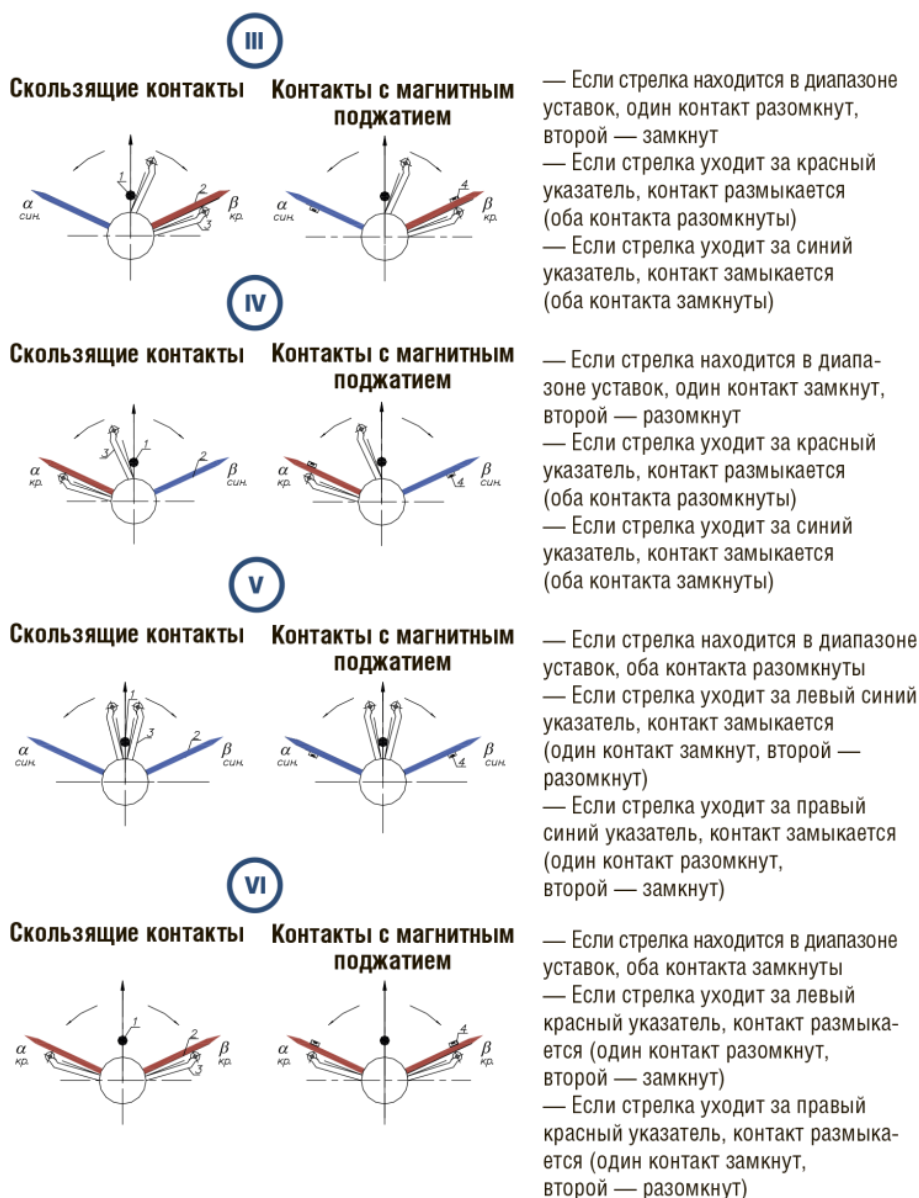 III
Скользящие контакты
Контакты с магнитным
поджатием
1
2
3
α
син.
β
кр.
4
α
син.
β
кр.
— Если стрелка находится в диапазоне
уставок, один контакт разомкнут,
второй — замкнут
— Если стрелка уходит за красный
указатель, контакт размыкается
(оба контакта разомкнуты)
— Если стрелка уходит за синий
указатель, контакт замыкается
(оба контакта замкнуты)
IV
Скользящие контакты
Контакты с магнитным
поджатием
3
1
2
α
кр.
β
син.
4
α
кр.
β
син.
— Если стрелка находится в диапа-
зоне уставок, один контакт замкнут,
второй — разомкнут
— Если стрелка уходит за красный
указатель, контакт размыкается
(оба контакта разомкнуты)
— Если стрелка уходит за синий
указатель, контакт замыкается
(оба контакта замкнуты)
V
Скользящие контакты
Контакты с магнитным
поджатием
1
3
2
α
син.
β
син.
4
α
син.
β
син.
— Если стрелка находится в диапазоне
уставок, оба контакта разомкнуты
— Если стрелка уходит за левый синий
указатель, контакт замыкается
(один контакт замкнут, второй —
разомкнут)
— Если стрелка уходит за правый
синий указатель, контакт замыкается
(один контакт разомкнут,
второй — замкнут)
VI
Скользящие контакты
Контакты с магнитным
поджатием
1
2
3
α
кр.
β
кр.
4
α
кр.
β
кр.
— Если стрелка находится в диапазоне
уставок, оба контакта замкнуты
— Если стрелка уходит за левый
красный указатель, контакт размыка-
ется (один контакт разомкнут,
второй — замкнут)
— Если стрелка уходит за правый
красный указатель, контакт размыка-
ется (один контакт замкнут,
второй — разомкнут)